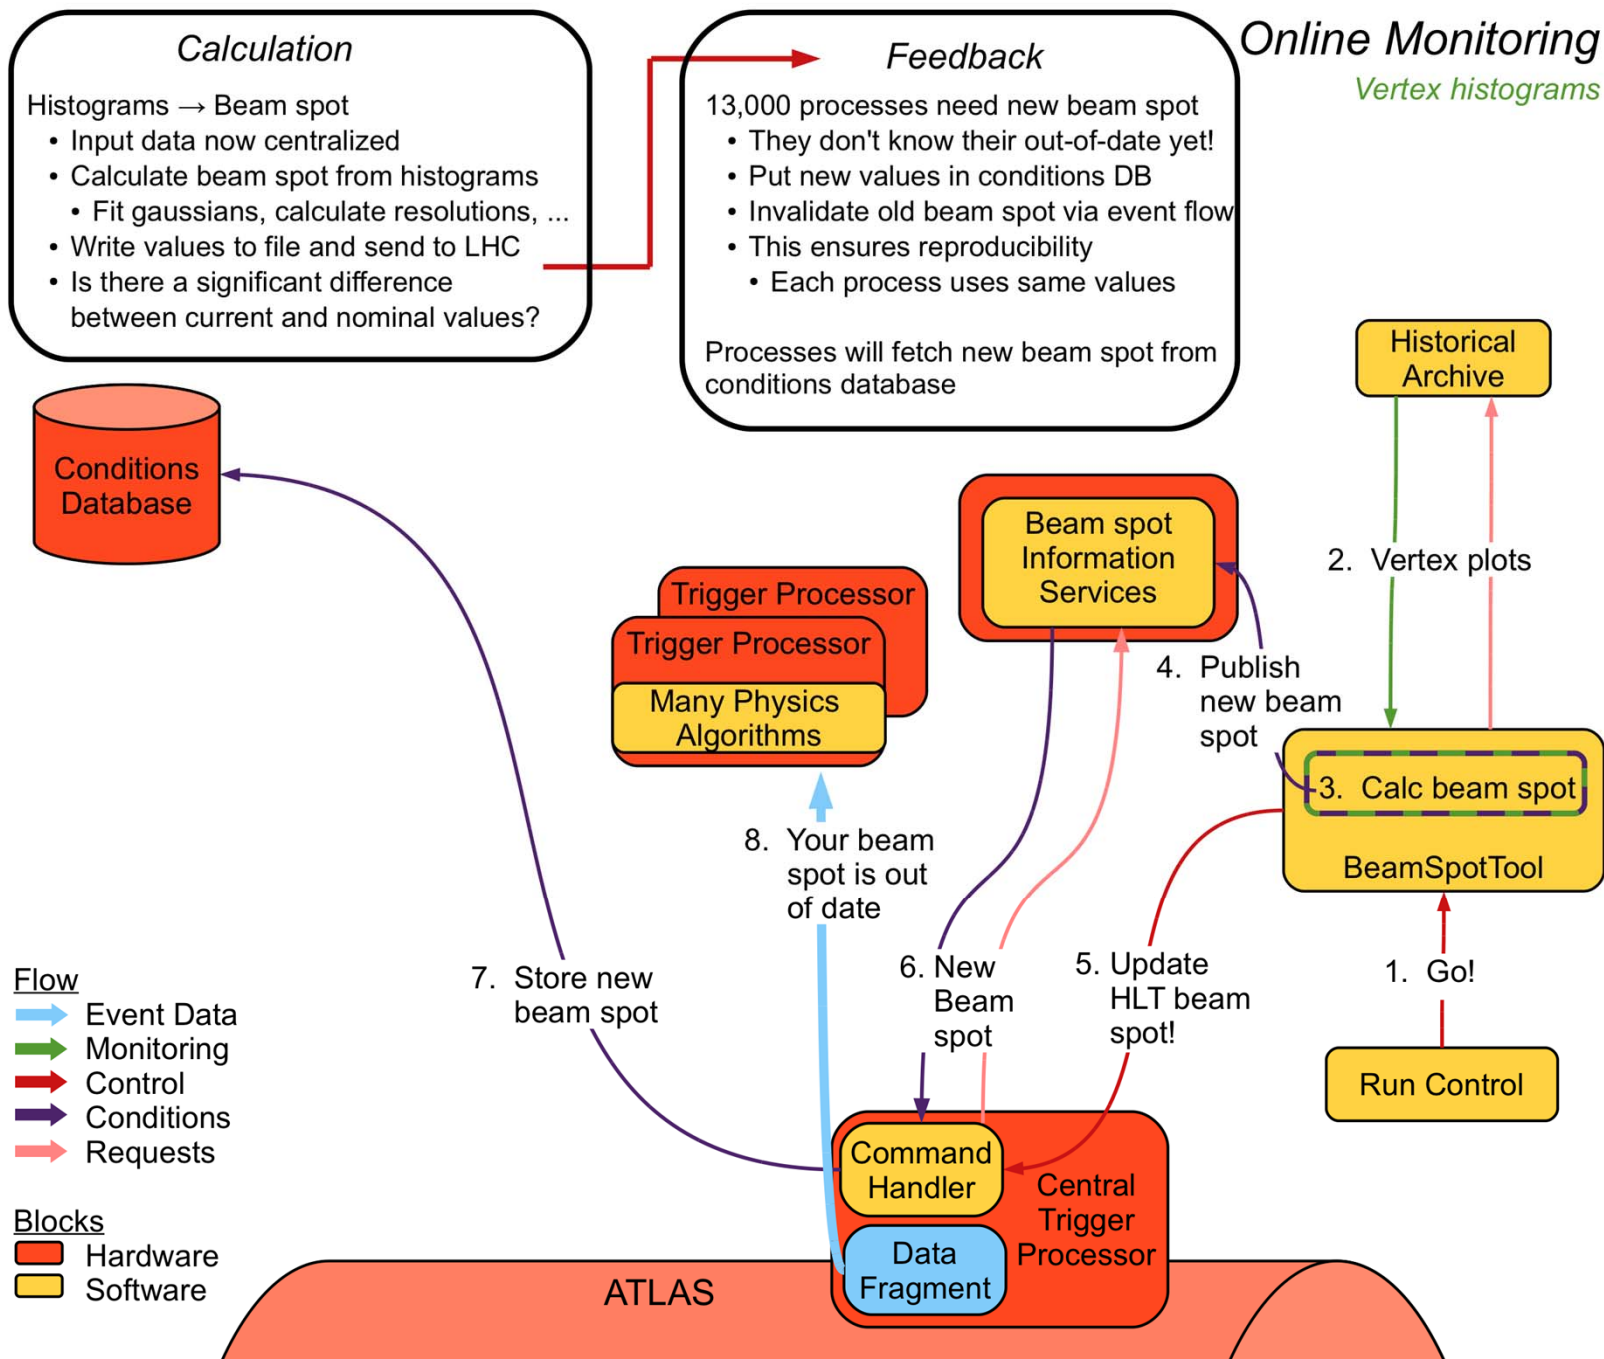 Calculation
Histograms → Beam spot
• Input data now centralized
• Calculate beam spot from histograms
• Fit gaussians, calculate resolutions, ...
• Write values to file and send to LHC
• Is there a significant difference
between current and nominal values?
Feedback
13,000 processes need new beam spot
• They don't know their out-of-date yet!
• Put new values in conditions DB
• Invalidate old beam spot via event flow
• This ensures reproducibility
• Each process uses same values
Processes will fetch new beam spot from
conditions database
Online Monitoring
Vertex histograms
Historical
Archive
Conditions
Database
Beam spot
Information
Services
2. Vertex plots
Trigger Processor
Trigger Processor
Many Physics
Algorithms
4. Publish
new beam
spot
3. Calc beam spot
BeamSpotTool
8. Your beam
spot is out
of date
7. Store new
beam spot
6. New
Beam
spot
5. Update
HLT beam
spot!
1. Go!
Run Control
Flow
Event Data
Monitoring
Control
Conditions
Requests
Blocks
Hardware
Software
Command
Handler
Central
Trigger
Processor
Data
Fragment
ATLAS